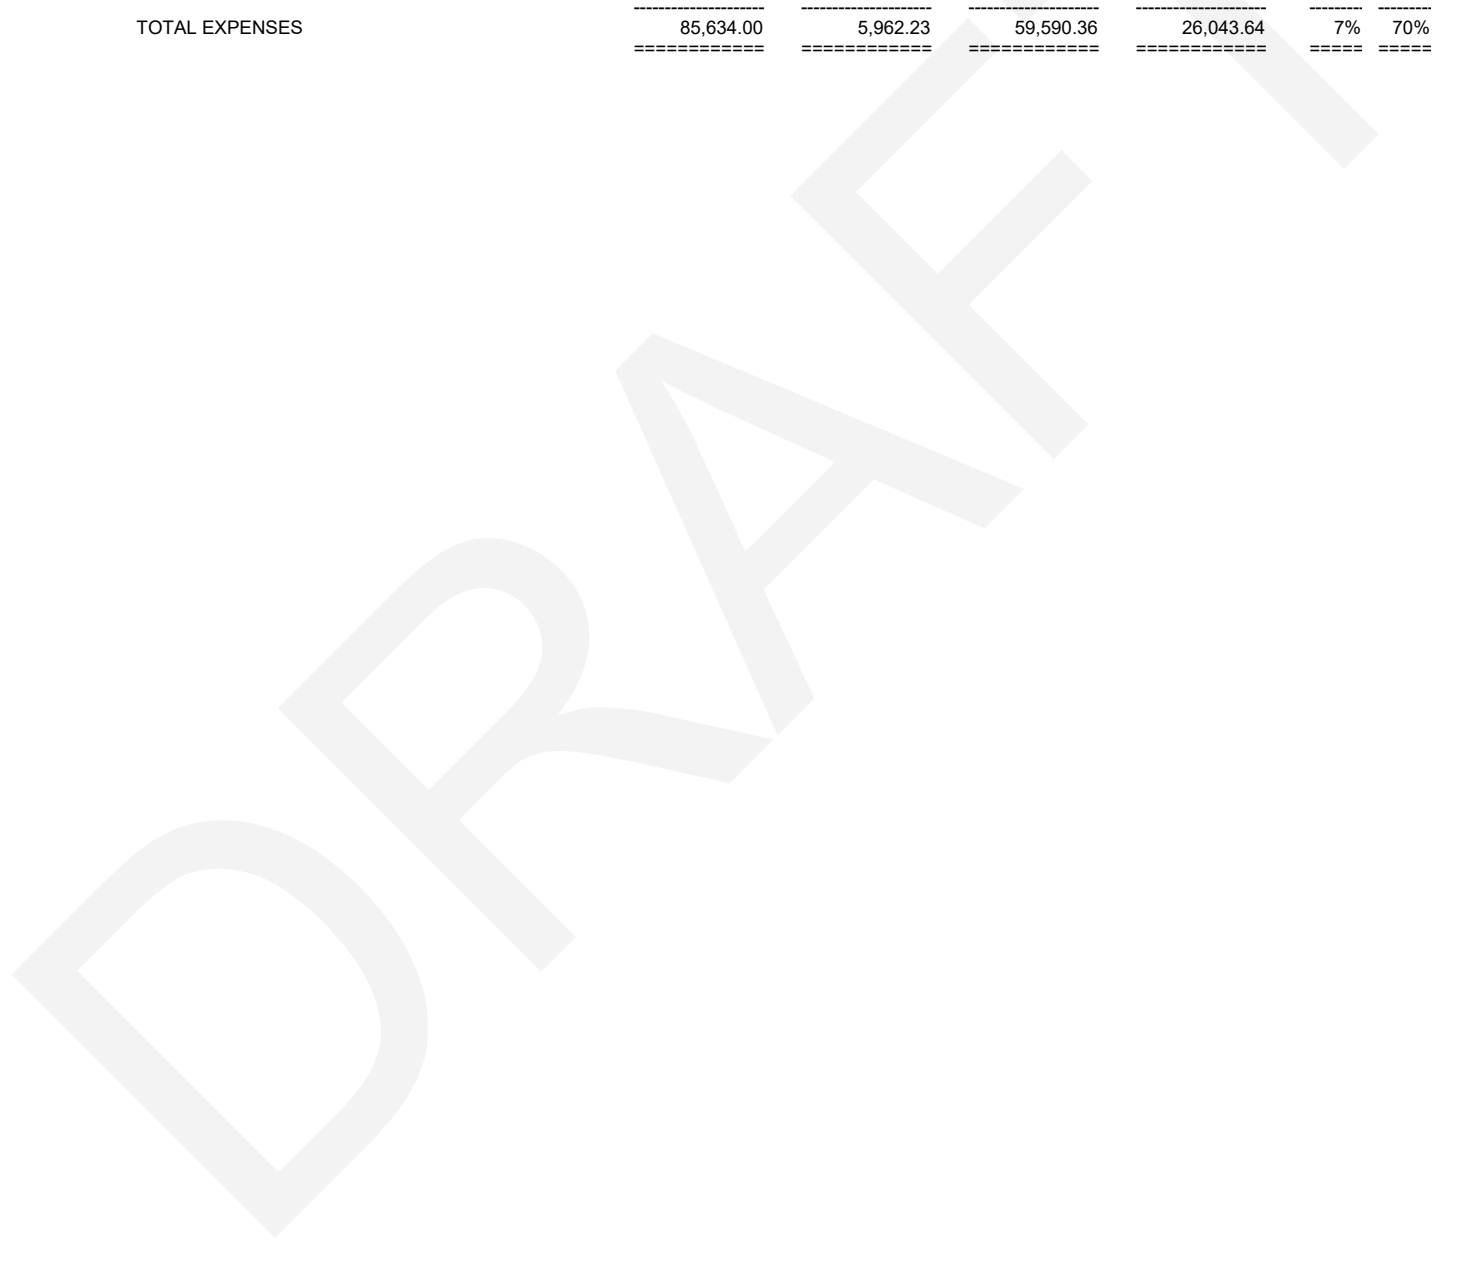 --------------------- --------------------- --------------------- --------------------- --------- ---------
TOTAL EXPENSES 85,634.00 5,962.23 59,590.36 26,043.64 7% 70%
============ ============ ============ ============ ===== =====
DRAFT